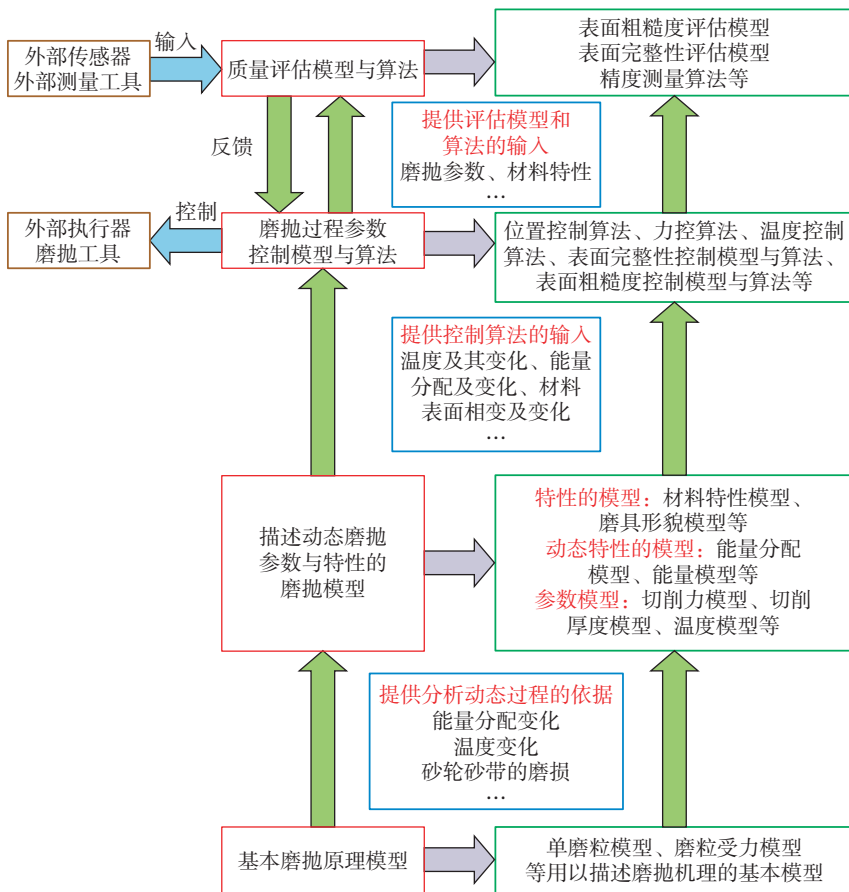 外部传感器
外部测量工具
输入
质量评估模型与算法
表面粗糙度评估模型
表面完整性评估模型
精度测量算法等
反馈
提供评估模型和
算法的输入
磨抛参数、材料特性
…
外部执行器
磨抛工具
控制
磨抛过程参数
控制模型与算法
位置控制算法、力控算法、温度控制
算法、表面完整性控制模型与算法、
表面粗糙度控制模型与算法等
提供控制算法的输入
温度及其变化、能量
分配及变化、材料
表面相变及变化
…
描述动态磨抛
参数与特性的
磨抛模型
特性的模型：材料特性模型、
磨具形貌模型等
动态特性的模型：能量分配
模型、能量模型等
参数模型：切削力模型、切削
厚度模型、温度模型等
提供分析动态过程的依据
能量分配变化
温度变化
砂轮砂带的磨损
…
基本磨抛原理模型
单磨粒模型、磨粒受力模型
等用以描述磨抛机理的基本模型